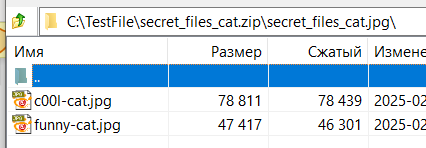 C:\TestFile\secret_files_cat.zip\secret_files_cat.jpg\
Имя Размер Сжатый Измене
..
c00l-cat.jpg 78 811 78 439 2025-02
funny-cat.jpg 47 417 46 301 2025-02